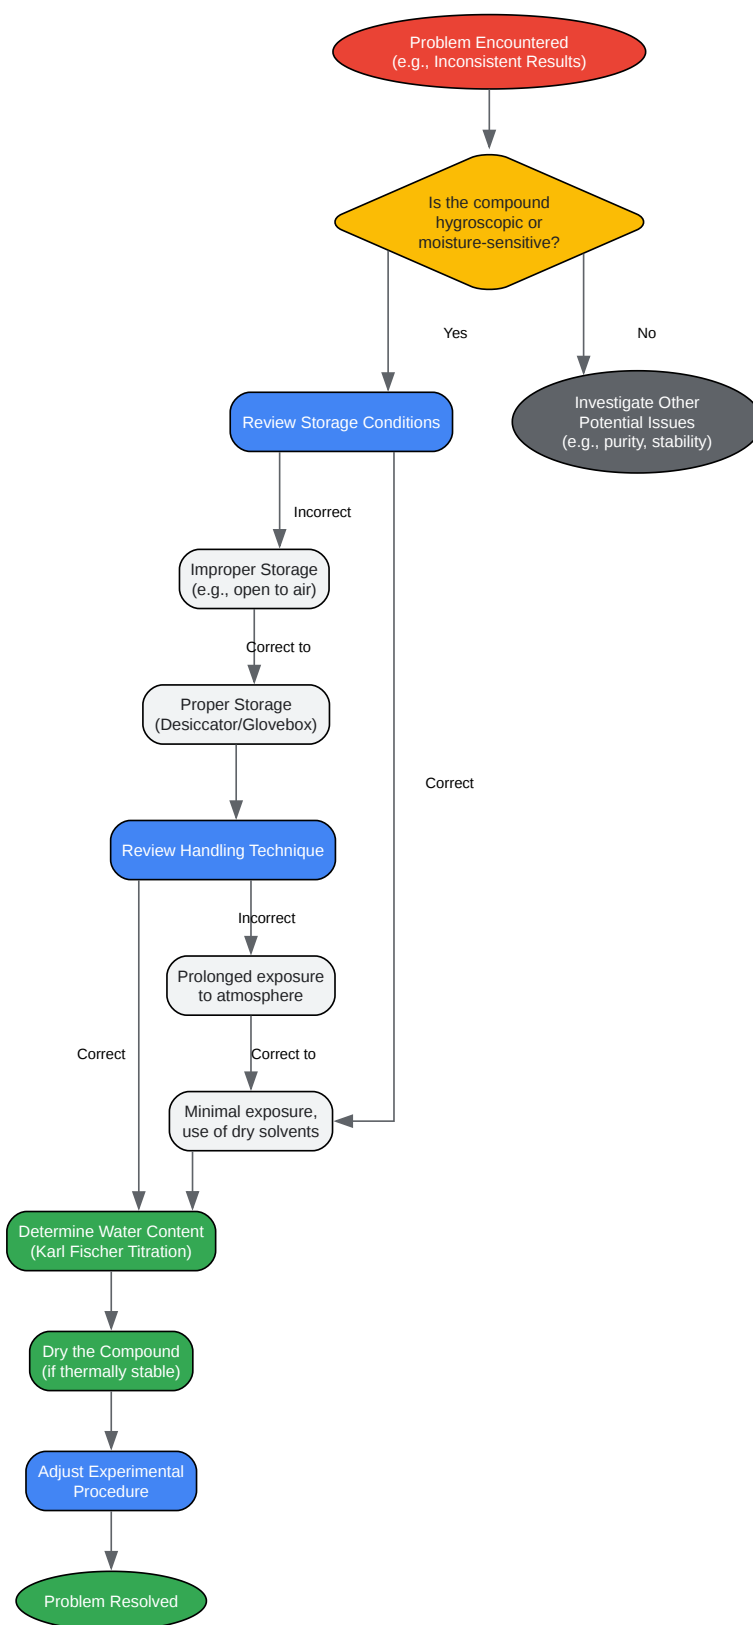 Problem Encountered
(e.g., Inconsistent Results)
Is the compound
hygroscopic or
moisture-sensitive?
Yes
No
Review Storage Conditions
Investigate Other
Potential Issues
(e.g., purity, stability)
Incorrect
Improper Storage
(e.g., open to air)
Correct to
Proper Storage
(Desiccator/Glovebox)
Correct
Review Handling Technique
Incorrect
Prolonged exposure
to atmosphere
Correct
Correct to
Minimal exposure,
use of dry solvents
Determine Water Content
(Karl Fischer Titration)
Dry the Compound
(if thermally stable)
Adjust Experimental
Procedure
Problem Resolved